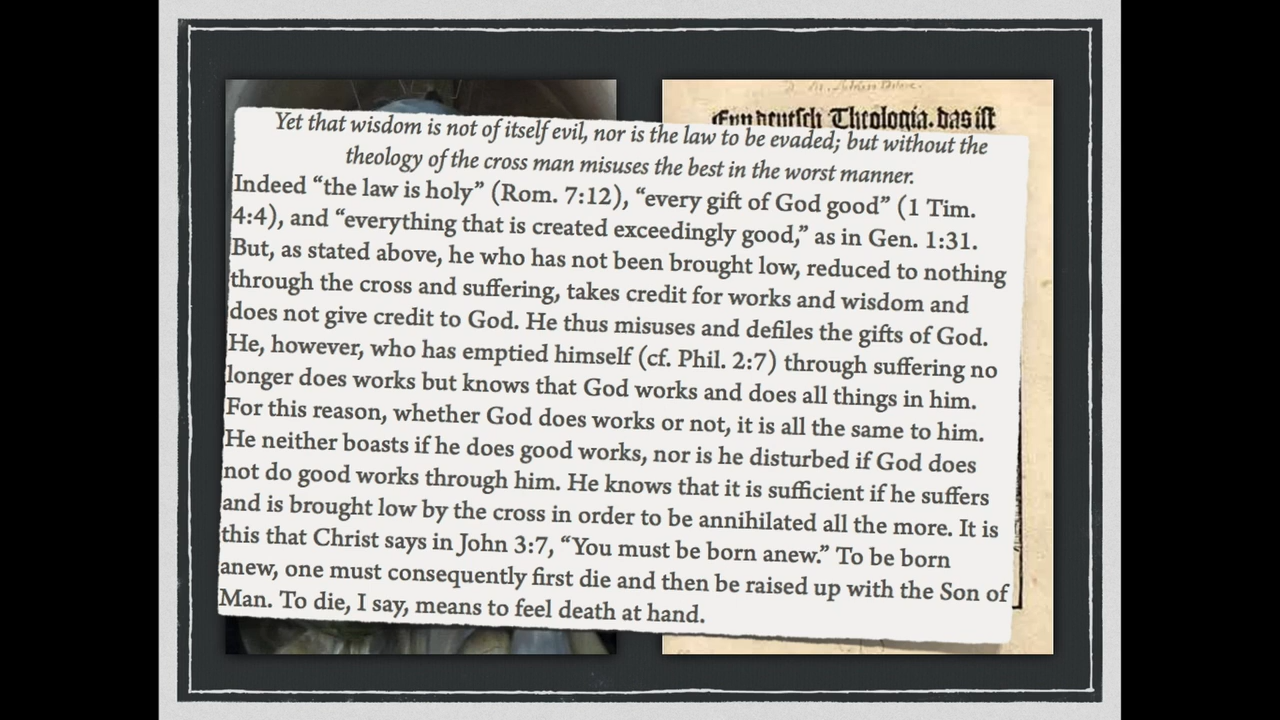 Eyn deutsch Theologia. das ist
Yet that wisdom is not of itself evil, nor is the law to be evaded; but without the
theology of the cross man misuses the best in the worst manner.
Indeed “the law is holy” (Rom. 7:12), “every gift of God good” (1 Tim.
4:4), and “everything that is created exceedingly good,” as in Gen. 1:31.
But, as stated above, he who has not been brought low, reduced to nothing
through the cross and suffering, takes credit for works and wisdom and
does not give credit to God. He thus misuses and defiles the gifts of God.
He, however, who has emptied himself (cf. Phil. 2:7) through suffering no
longer does works but knows that God works and does all things in him.
For this reason, whether God does works or not, it is all the same to him.
He neither boasts if he does good works, nor is he disturbed if God does
not do good works through him. He knows that it is sufficient if he suffers
and is brought low by the cross in order to be annihilated all the more. It is
this that Christ says in John 3:7, “You must be born anew.” To be born
anew, one must consequently first die and then be raised up with the Son of
Man. To die, I say, means to feel death at hand.